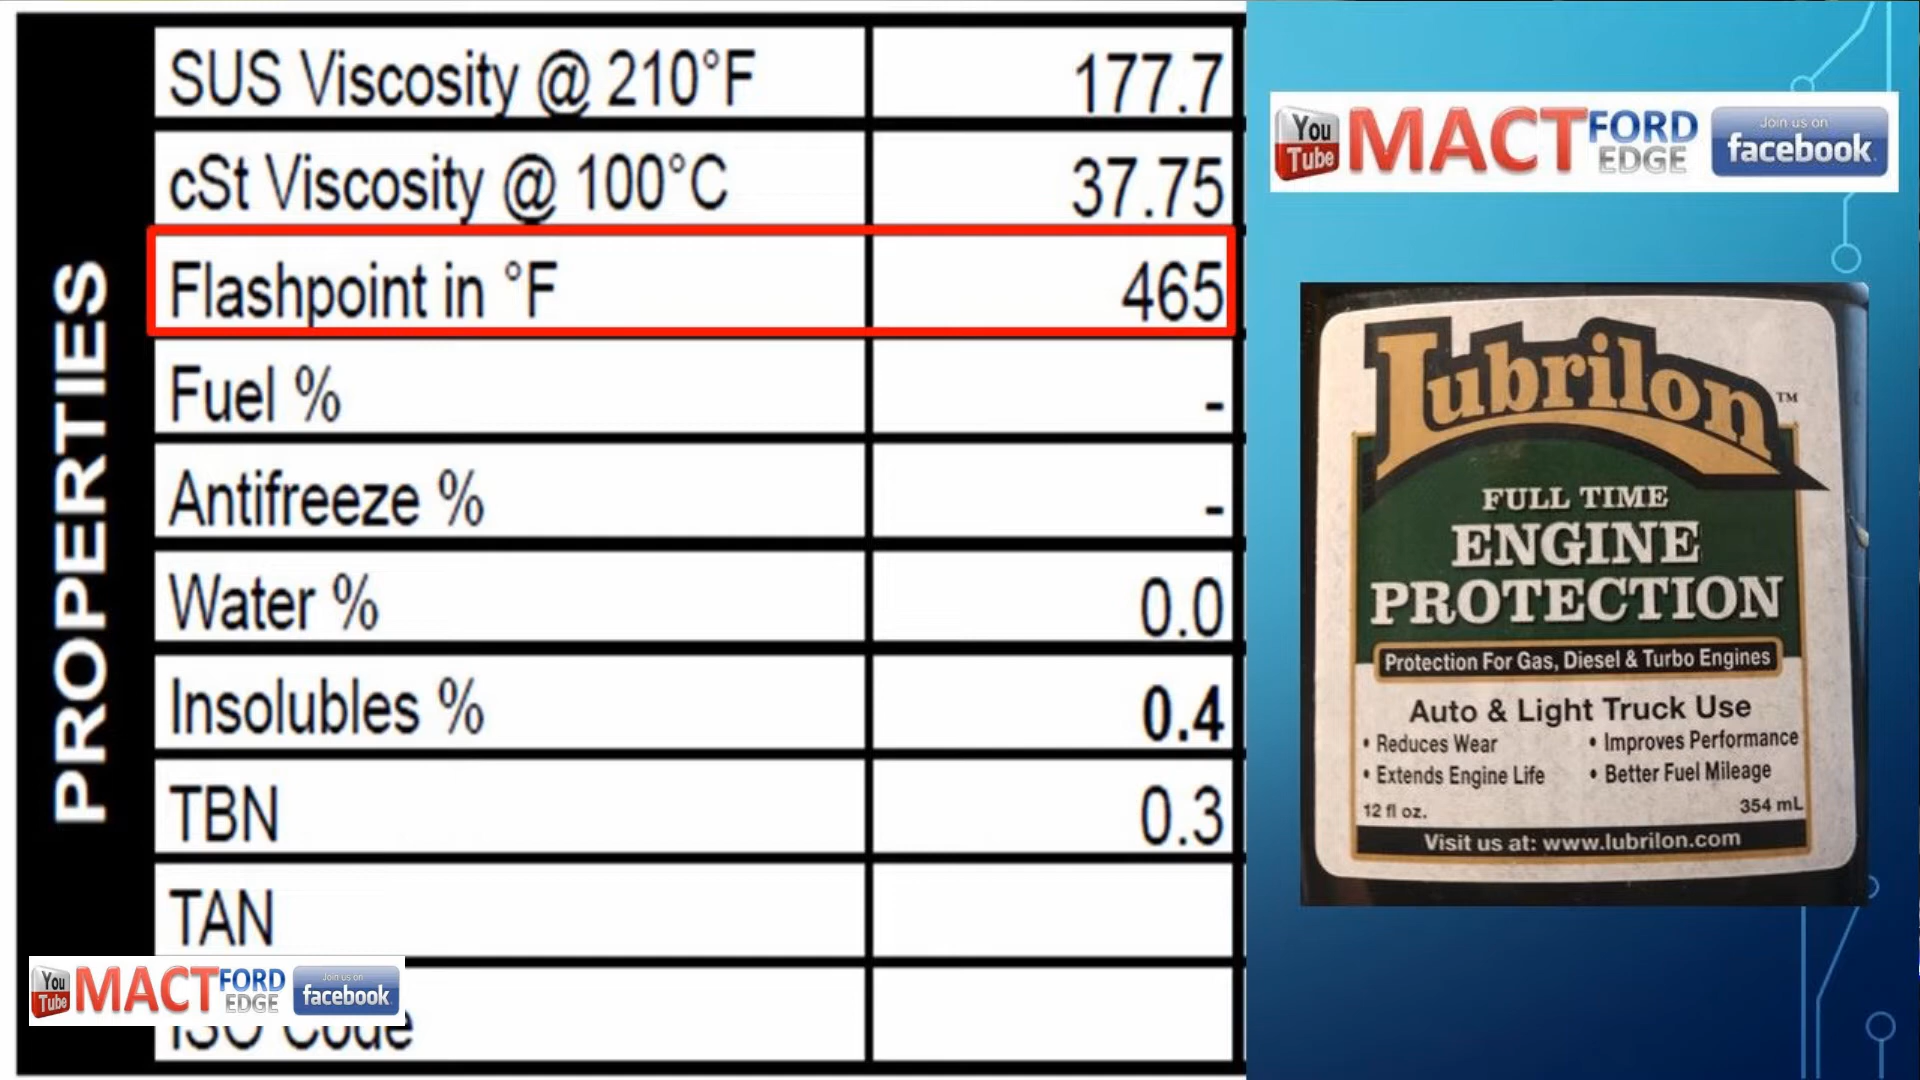 PROPERTIES
SUS Viscosity @ 210°F 177.7
cSt Viscosity @ 100°C 37.75
Flashpoint in °F 465
Fuel % -
Antifreeze % -
Water % 0.0
Insolubles % 0.4
TBN 0.3
TAN
ISO Code
You Tube MACT FORD EDGE Join us on facebook
You Tube MACT FORD EDGE Join us on facebook
Lubrilon™
FULL TIME
ENGINE
PROTECTION
Protection For Gas, Diesel & Turbo Engines
Auto & Light Truck Use
• Reduces Wear • Improves Performance
• Extends Engine Life • Better Fuel Mileage
12 fl oz. 354 mL
Visit us at: www.lubrilon.com